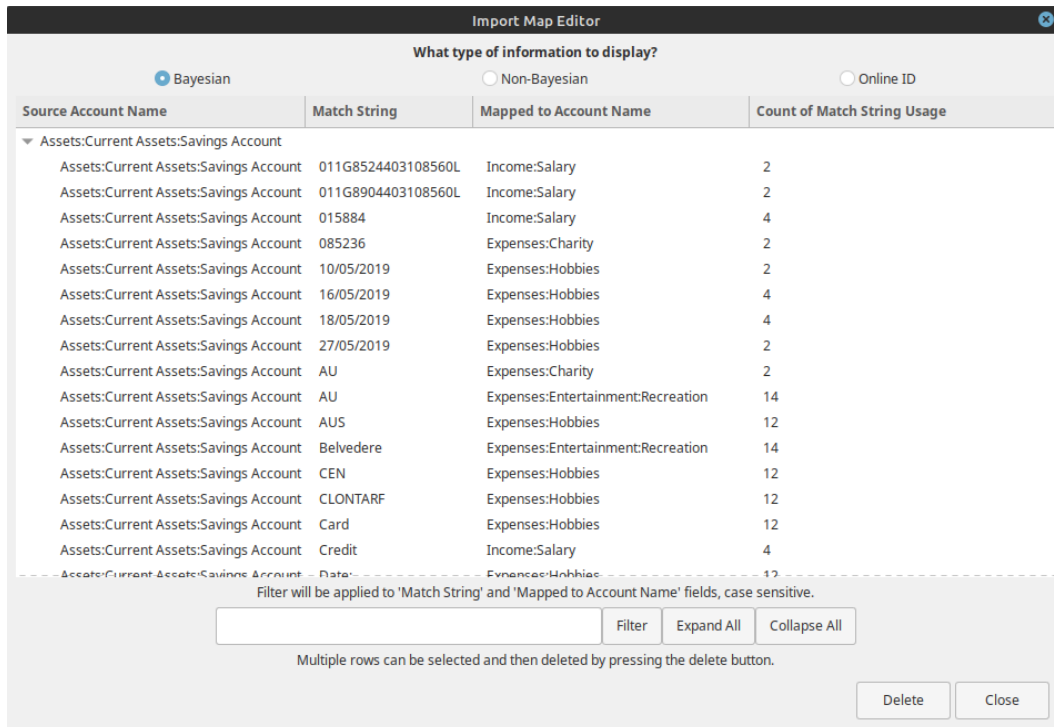 Import Map Editor
What type of information to display?
Bayesian Non-Bayesian Online ID
Source Account Name Match String Mapped to Account Name Count of Match String Usage
Assets:Current Assets:Savings Account
Assets:Current Assets:Savings Account 011G8524403108560L Income:Salary 2
Assets:Current Assets:Savings Account 011G8904403108560L Income:Salary 2
Assets:Current Assets:Savings Account 015884 Income:Salary 4
Assets:Current Assets:Savings Account 085236 Expenses:Charity 2
Assets:Current Assets:Savings Account 10/05/2019 Expenses:Hobbies 2
Assets:Current Assets:Savings Account 16/05/2019 Expenses:Hobbies 4
Assets:Current Assets:Savings Account 18/05/2019 Expenses:Hobbies 4
Assets:Current Assets:Savings Account 27/05/2019 Expenses:Hobbies 2
Assets:Current Assets:Savings Account AU Expenses:Charity 2
Assets:Current Assets:Savings Account AU Expenses:Entertainment:Recreation 14
Assets:Current Assets:Savings Account AUS Expenses:Hobbies 12
Assets:Current Assets:Savings Account Belvedere Expenses:Entertainment:Recreation 14
Assets:Current Assets:Savings Account CEN Expenses:Hobbies 12
Assets:Current Assets:Savings Account CLONTARF Expenses:Hobbies 12
Assets:Current Assets:Savings Account Card Expenses:Hobbies 12
Assets:Current Assets:Savings Account Credit Income:Salary 4
Assets:Current Assets:Savings Account Date: Expenses:Hobbies 12
Filter will be applied to 'Match String' and 'Mapped to Account Name' fields, case sensitive.
Filter Expand All Collapse All
Multiple rows can be selected and then deleted by pressing the delete button.
Delete Close